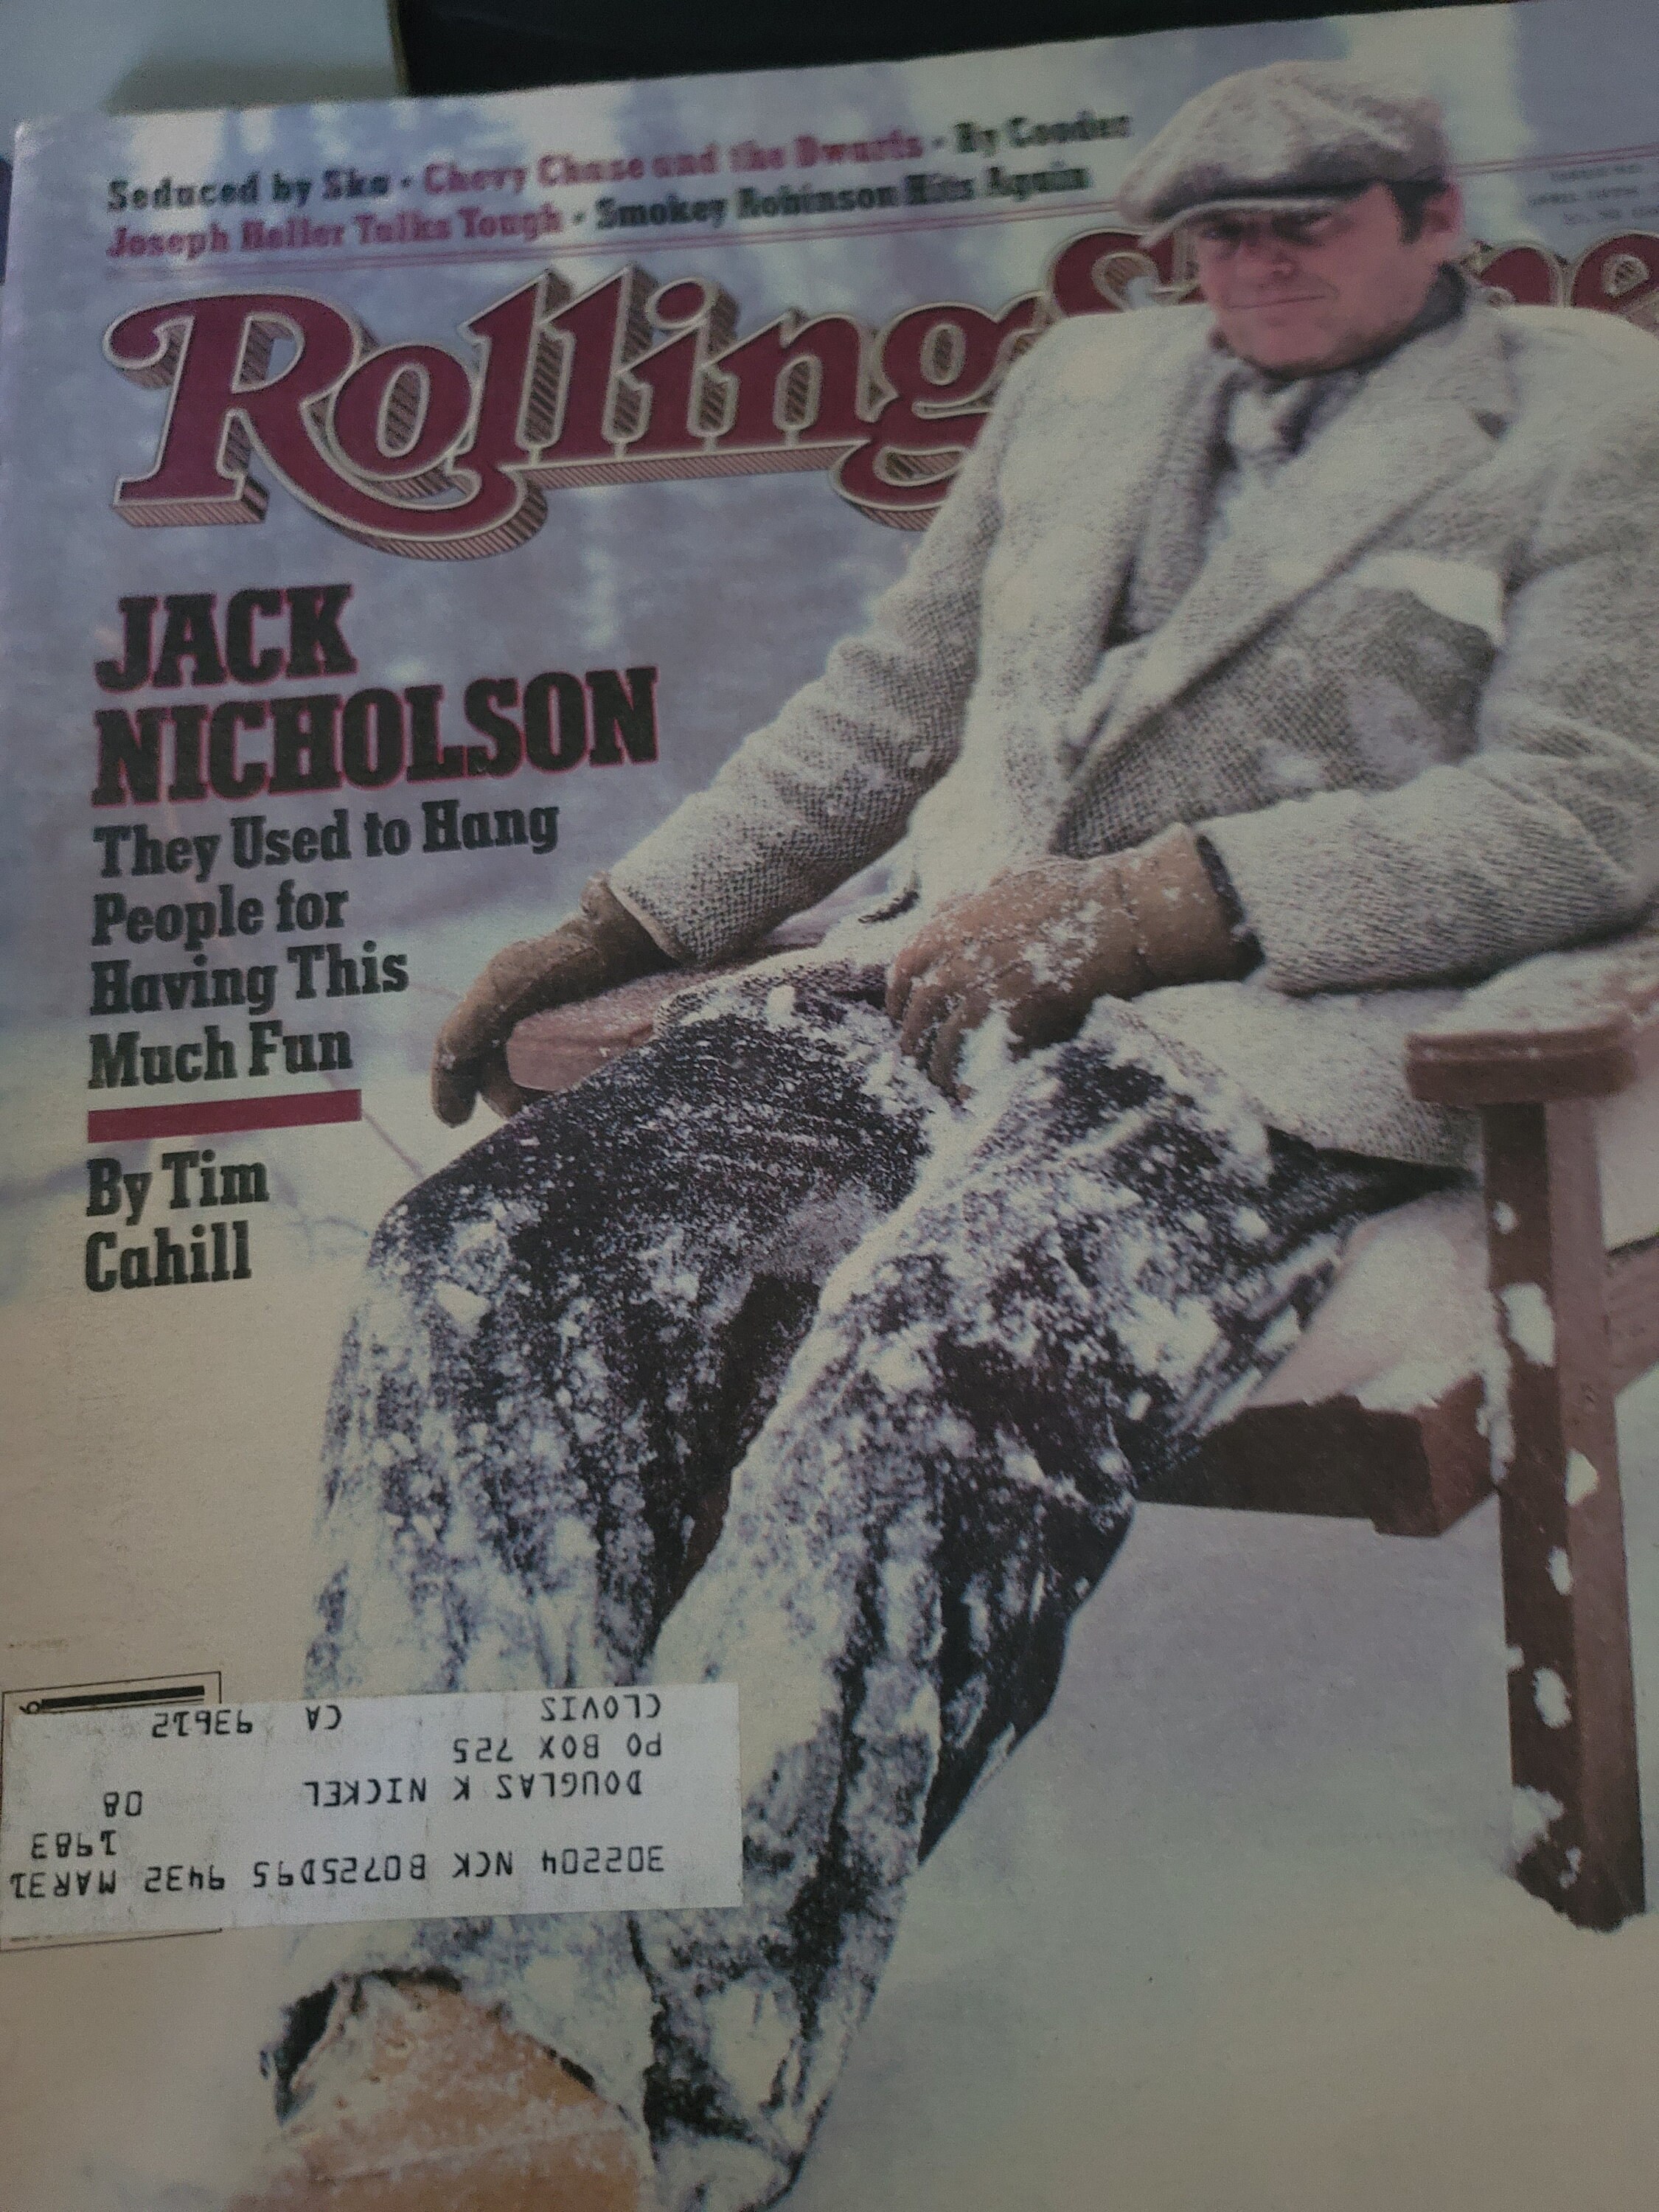 Seduced by Ska • Chevy Chase and the Dwarfs • Ry Cooder
Joseph Heller Talks Tough • Smokey Robinson Hits Again
Rolling
JACK
NICHOLSON
They Used to Hang
People for
Having This
Much Fun
By Tim
Cahill
302204 NCK B0725D95 9432 MAR31
1983
DOUGLAS K NICKEL 08
PO BOX 725
CLOVIS CA 93612